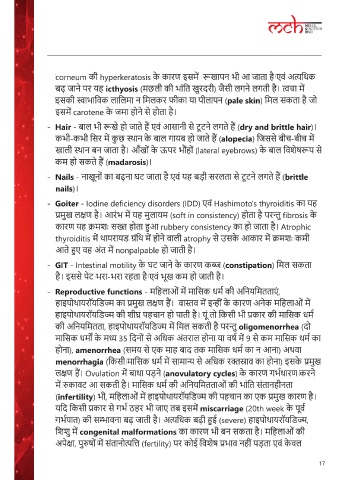 mch
corneum की hyperkeratosis के कारण इसमें रूखापन भी आ जाता है एवं अत्यधिक
बढ़ जाने पर यह icthyosis (मछली की भांति खुरदरी) जैसी लगने लगती है। त्वचा में
इसकी स्वाभाविक लालिमा न मिलकर फीका या पीलापन (pale skin) मिल सकता है जो
इसमें carotene के जमा होने से होता है।
- Hair - बाल भी रूखे हो जाते हैं एवं आसानी से टूटने लगते हैं (dry and brittle hair)।
कभी-कभी सिर में कुछ स्थान के बाल गायब हो जाते हैं (alopecia) जिससे बीच-बीच में
खाली स्थान बन जाता है। आँखों के ऊपर भौंहों (lateral eyebrows) के बाल विशेषरूप से
कम हो सकते हैं (madarosis)।
- Nails - नाखूनों का बढ़ना घट जाता है एवं यह बड़ी सरलता से टूटने लगते हैं (brittle
nails)।
- Goiter - Iodine deficiency disorders (IDD) एवं Hashimoto's thyroiditis का यह
प्रमुख लक्षण है। आरंभ में यह मुलायम (soft in consistency) होता है परन्तु fibrosis के
कारण यह क्रमशः सख्त होता हुआ rubbery consistency का हो जाता है। Atrophic
thyroiditis में थायरायड ग्रंथि में होने वाली atrophy से उसके आकार में क्रमशः कमी
आते हुए वह अंत में nonpalpable हो जाती है।
- GIT - Intestinal motility के घट जाने के कारण कब्ज (constipation) मिल सकता
है। इससे पेट भरा-भरा रहता है एवं भूख कम हो जाती है।
- Reproductive functions - महिलाओं में मासिक धर्म की अनियमितताएं,
हाइपोथायरॉयडिज्म का प्रमुख लक्षण हैं। वास्तव में इन्हीं के कारण अनेक महिलाओं में
हाइपोथायरॉयडिज्म की शीघ्र पहचान हो पाती है। यूं तो किसी भी प्रकार की मासिक धर्म
की अनियमितता, हाइपोथायरॉयडिज्म में मिल सकती है परन्तु oligomenorrhea (दो
मासिक धर्मों के मध्य 35 दिनों से अधिक अंतराल होना या वर्ष में 9 से कम मासिक धर्म का
होना), amenorrhea (समय से एक माह बाद तक मासिक धर्म का न आना) अथवा
menorrhagia (किसी मासिक धर्म में सामान्य से अधिक रक्तस्राव का होना) इसके प्रमुख
लक्षण हैं। Ovulation में बाधा पड़ने (anovulatory cycles) के कारण गर्भधारण करने
में रुकावट आ सकती है। मासिक धर्म की अनियमितताओं की भांति संतानहीनता
(infertility) भी, महिलाओं में हाइपोथायरॉयडिज्म की पहचान का एक प्रमुख कारण है।
यदि किसी प्रकार से गर्भ ठहर भी जाए तब इसमें miscarriage (20th week के पूर्व
गर्भपात) की सम्भावना बढ़ जाती है। अत्यधिक बढ़ी हुई (severe) हाइपोथायरॉयडिज्म,
शिशु में congenital malformations का कारण भी बन सकता है। महिलाओं की
अपेक्षा, पुरुषों में संतानोत्पत्ति (fertility) पर कोई विशेष प्रभाव नहीं पड़ता एवं केवल
17